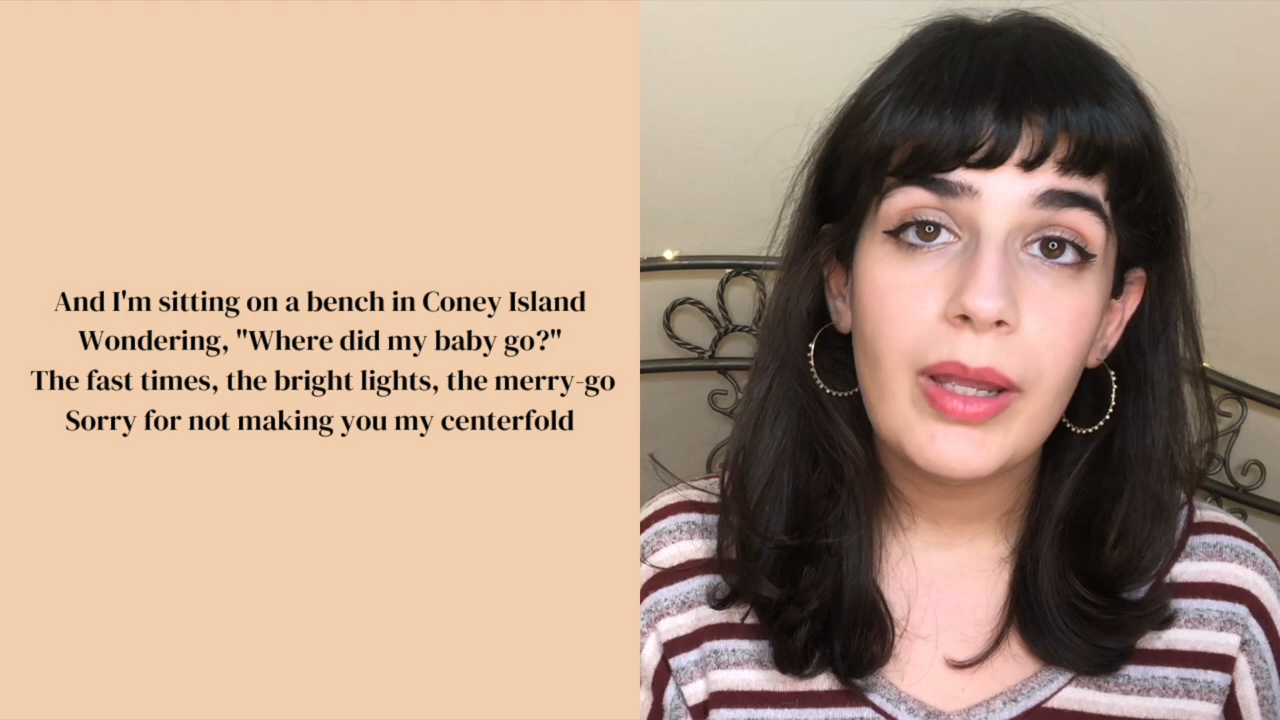 And I'm sitting on a bench in Coney Island
Wondering, "Where did my baby go?"
The fast times, the bright lights, the merry-go
Sorry for not making you my centerfold